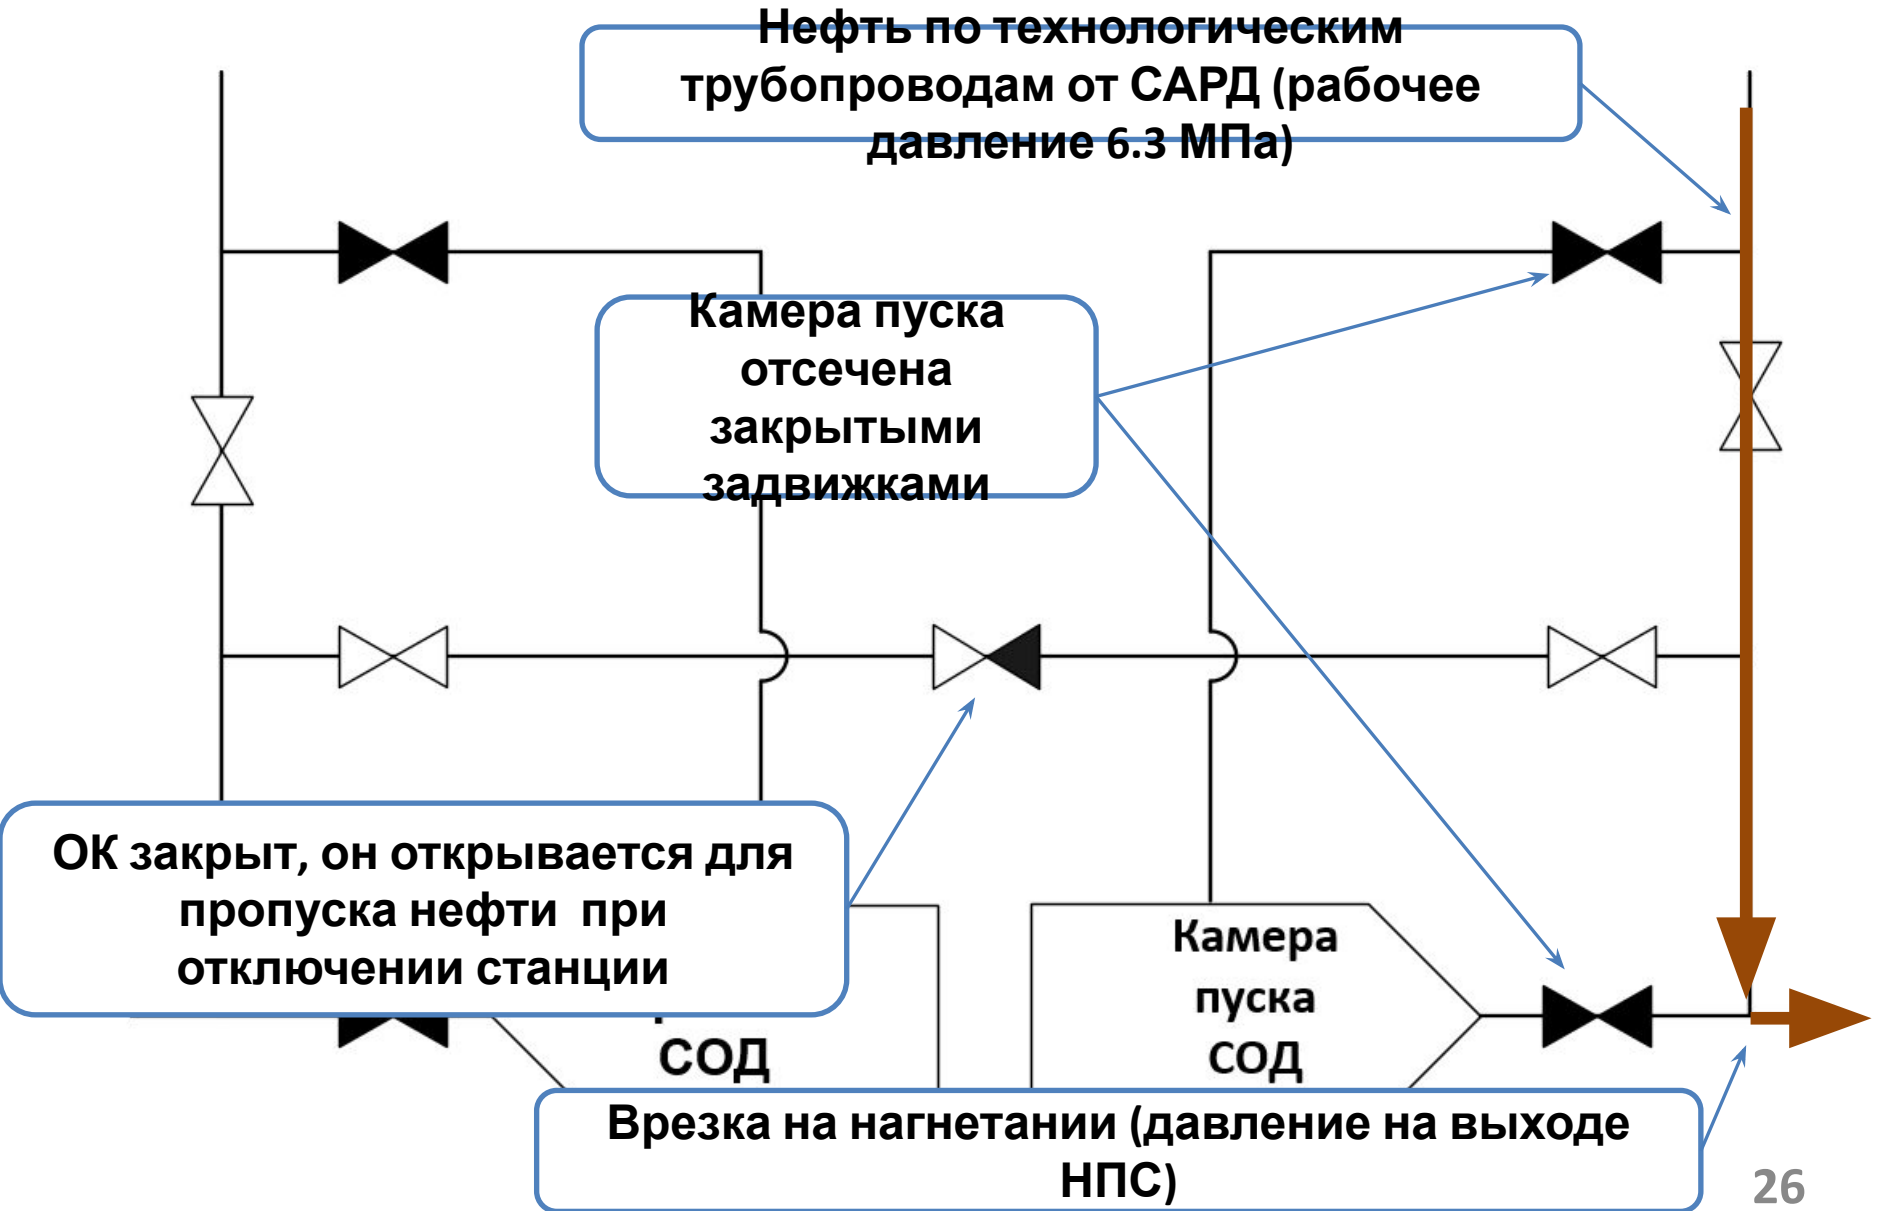 Нефть по технологическим
трубопроводам от САРД (рабочее
давление 6.3 МПа)
Камера пуска
отсечена
закрытыми
задвижками
ОК закрыт, он открывается для
пропуска нефти при
отключении станции
СОД
Камера
пуска
СОД
Врезка на нагнетании (давление на выходе
НПС)
26